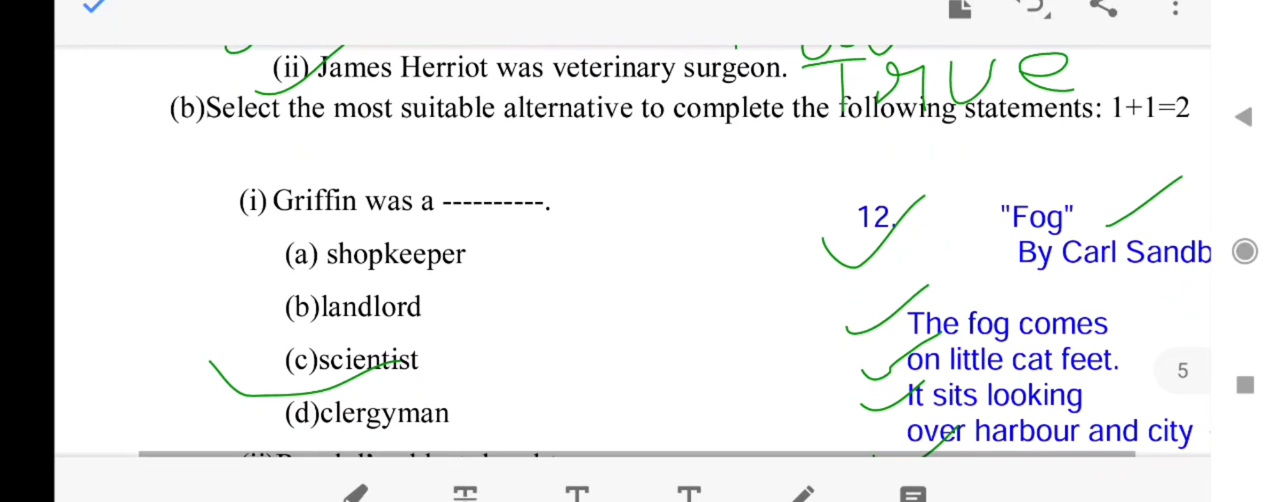 (ii) James Herriot was veterinary surgeon.
True
(b)Select the most suitable alternative to complete the following statements: 1+1=2
(i) Griffin was a ----------.
(a) shopkeeper
(b)landlord
(c)scientist
(d)clergyman
12.
"Fog"
By Carl Sandb
The fog comes
on little cat feet.
It sits looking
over harbour and city
5